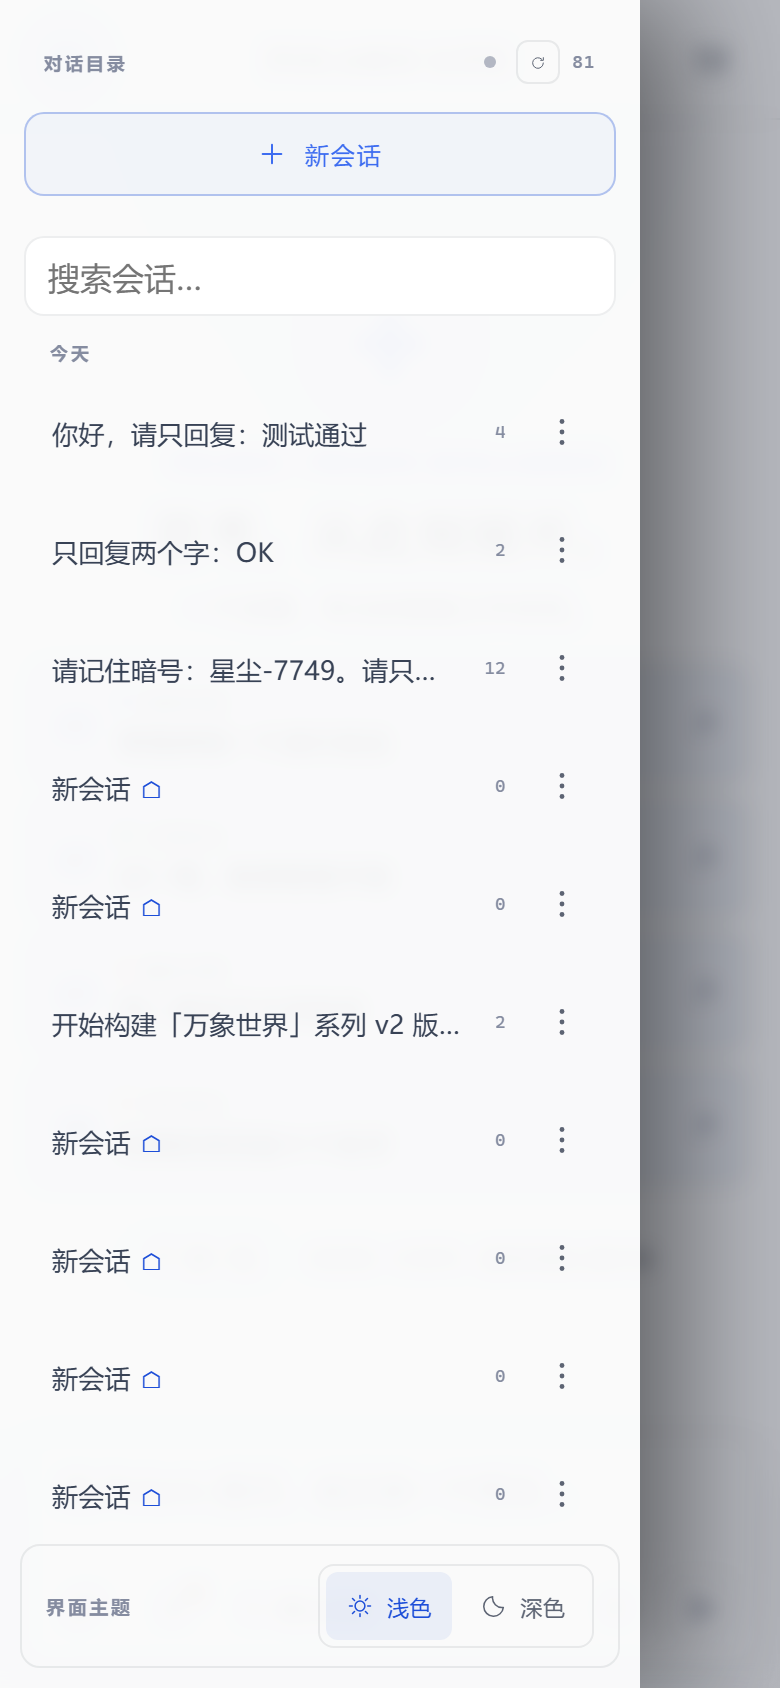 对话目录 81
新会话
搜索会话...
今天
你好，请只回复：测试通过 4
只回复两个字：OK 2
请记住暗号：星尘-7749。请只... 12
新会话 0
新会话 0
开始构建「万象世界」系列 v2 版... 2
新会话 0
新会话 0
新会话 0
新会话 0
界面主题 浅色 深色